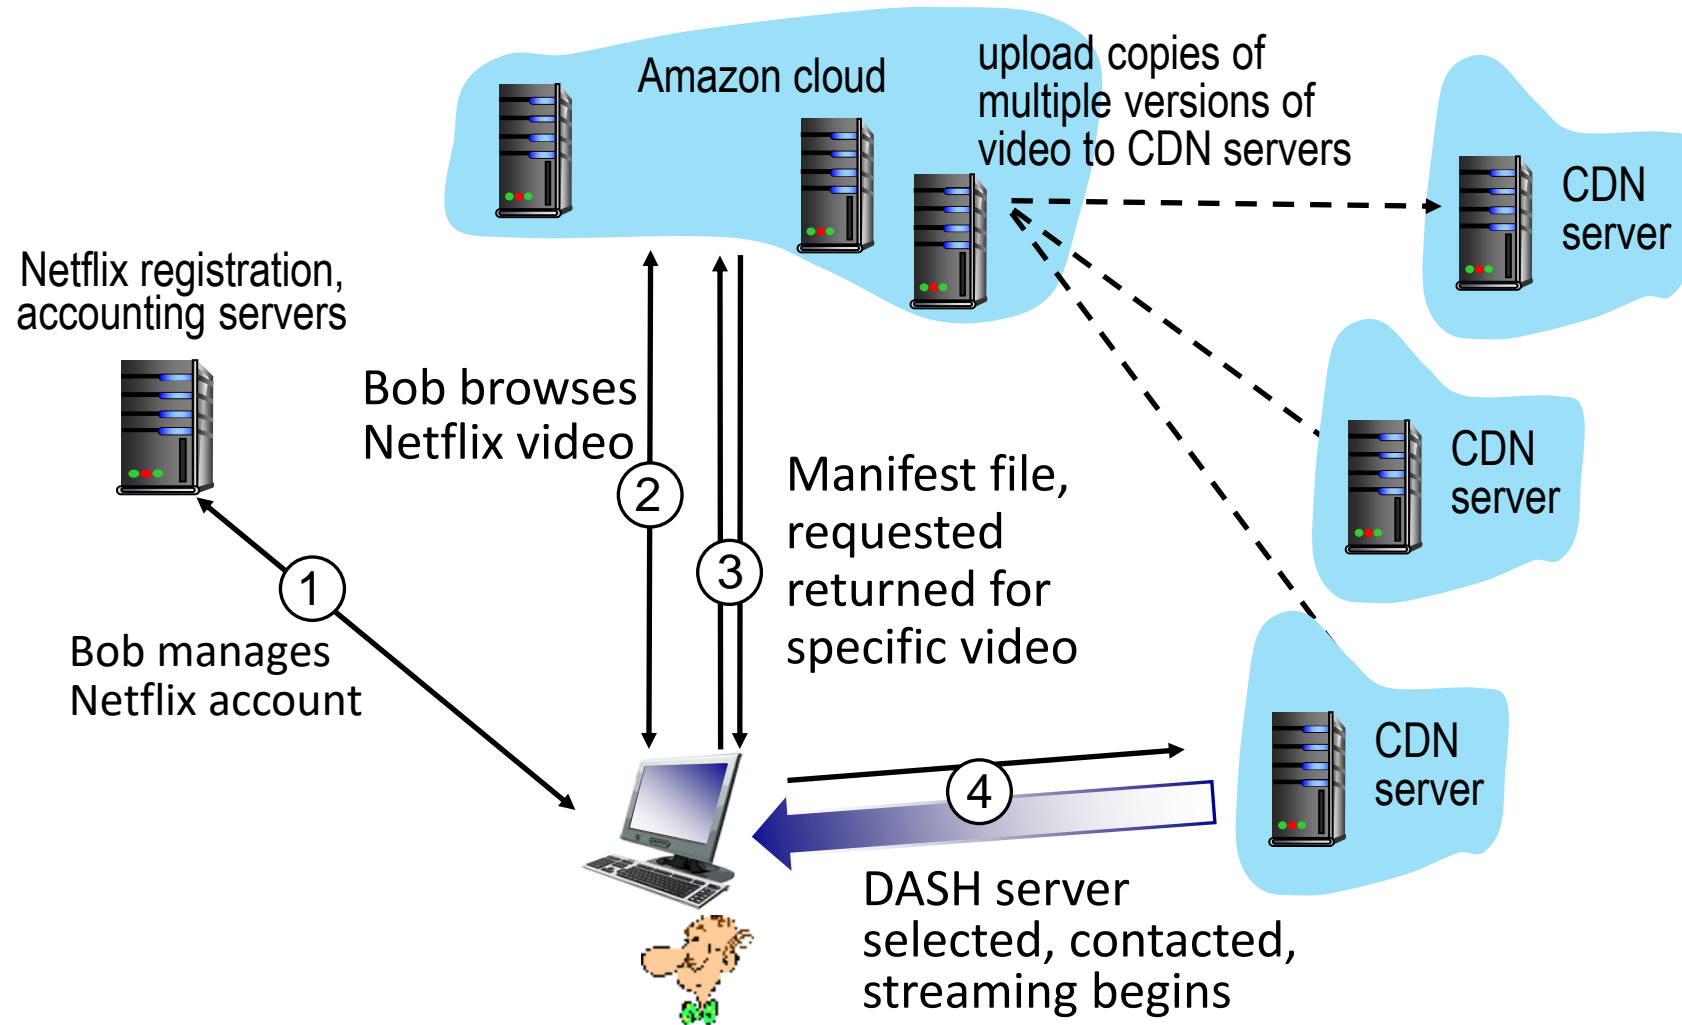 Amazon cloud
upload copies of
multiple versions of
video to CDN servers
CDN
server
Netflix registration,
accounting servers
Bob browses
Netflix video
2
3
Manifest file,
requested
returned for
specific video
CDN
server
1
Bob manages
Netflix account
4
CDN
server
DASH server
selected, contacted,
streaming begins